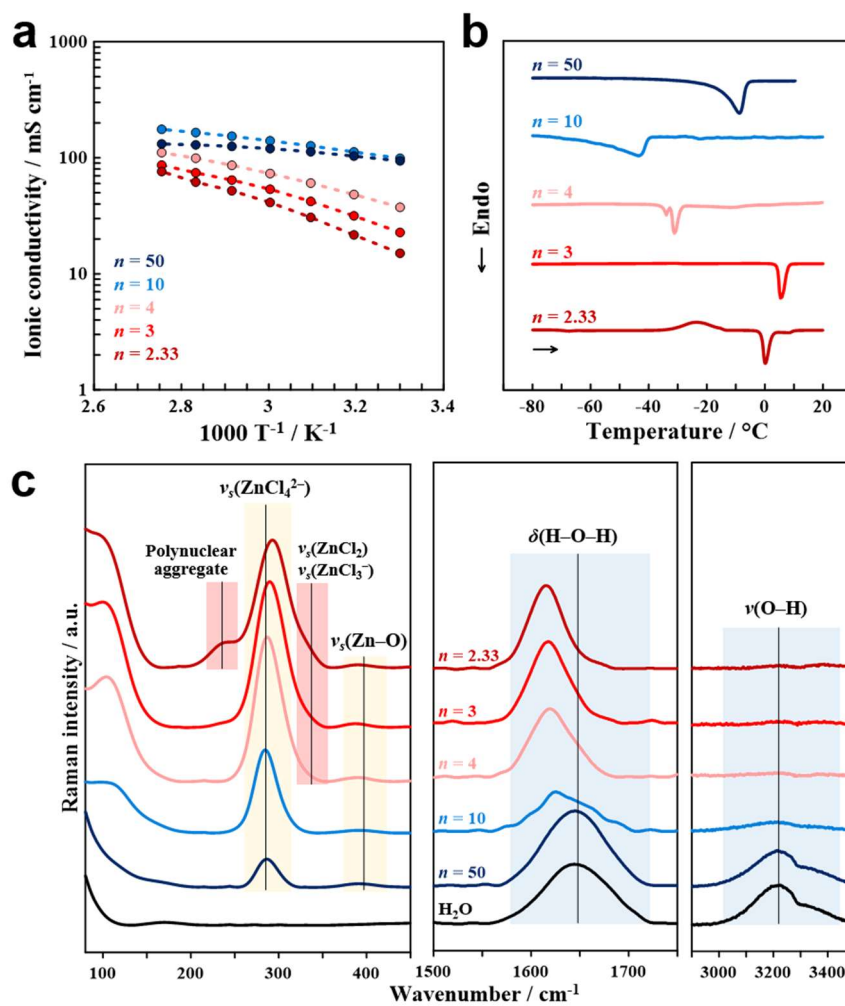 a
1000
100
10
1
Ionic conductivity / mS cm⁻¹
n = 50
n = 10
n = 4
n = 3
n = 2.33
2.6 2.8 3.0 3.2 3.4
1000 T⁻¹ / K⁻¹
b
n = 50
n = 10
n = 4
n = 3
n = 2.33
→ Endo
→
-80 -60 -40 -20 0 20
Temperature / °C
c
Raman intensity / a.u.
νs(ZnCl₄²⁻)
Polynuclear
aggregate
νs(ZnCl₂)
νs(ZnCl₃⁻)
νs(Zn–O)
100 200 300 400
δ(H–O–H)
n = 2.33
n = 3
n = 4
n = 10
n = 50
H₂O
1500 1600 1700
ν(O–H)
3000 3200 3400
Wavenumber / cm⁻¹